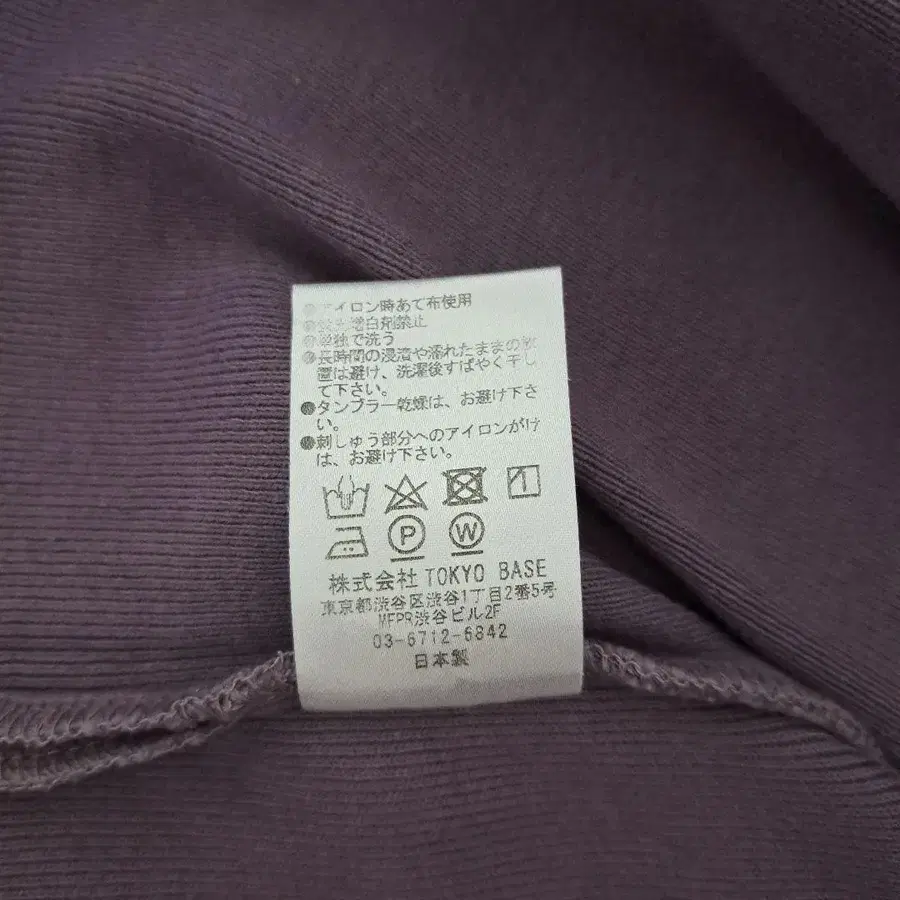 ●アイロン時あて布使用
増白剤禁止
●単独で洗う
●長時間の浸漬や濡れたままの放
置は避け、洗濯後すばやく干し
て下さい。
●タンブラー乾燥は、お避け下さ
い。
●刺しゅう部分へのアイロンがけ
は、お避け下さい。
P W
株式会社 TOKYO BASE
東京都渋谷区渋谷1丁目2番5号
MFPR渋谷ビル2F
03-6712-6842
日本製